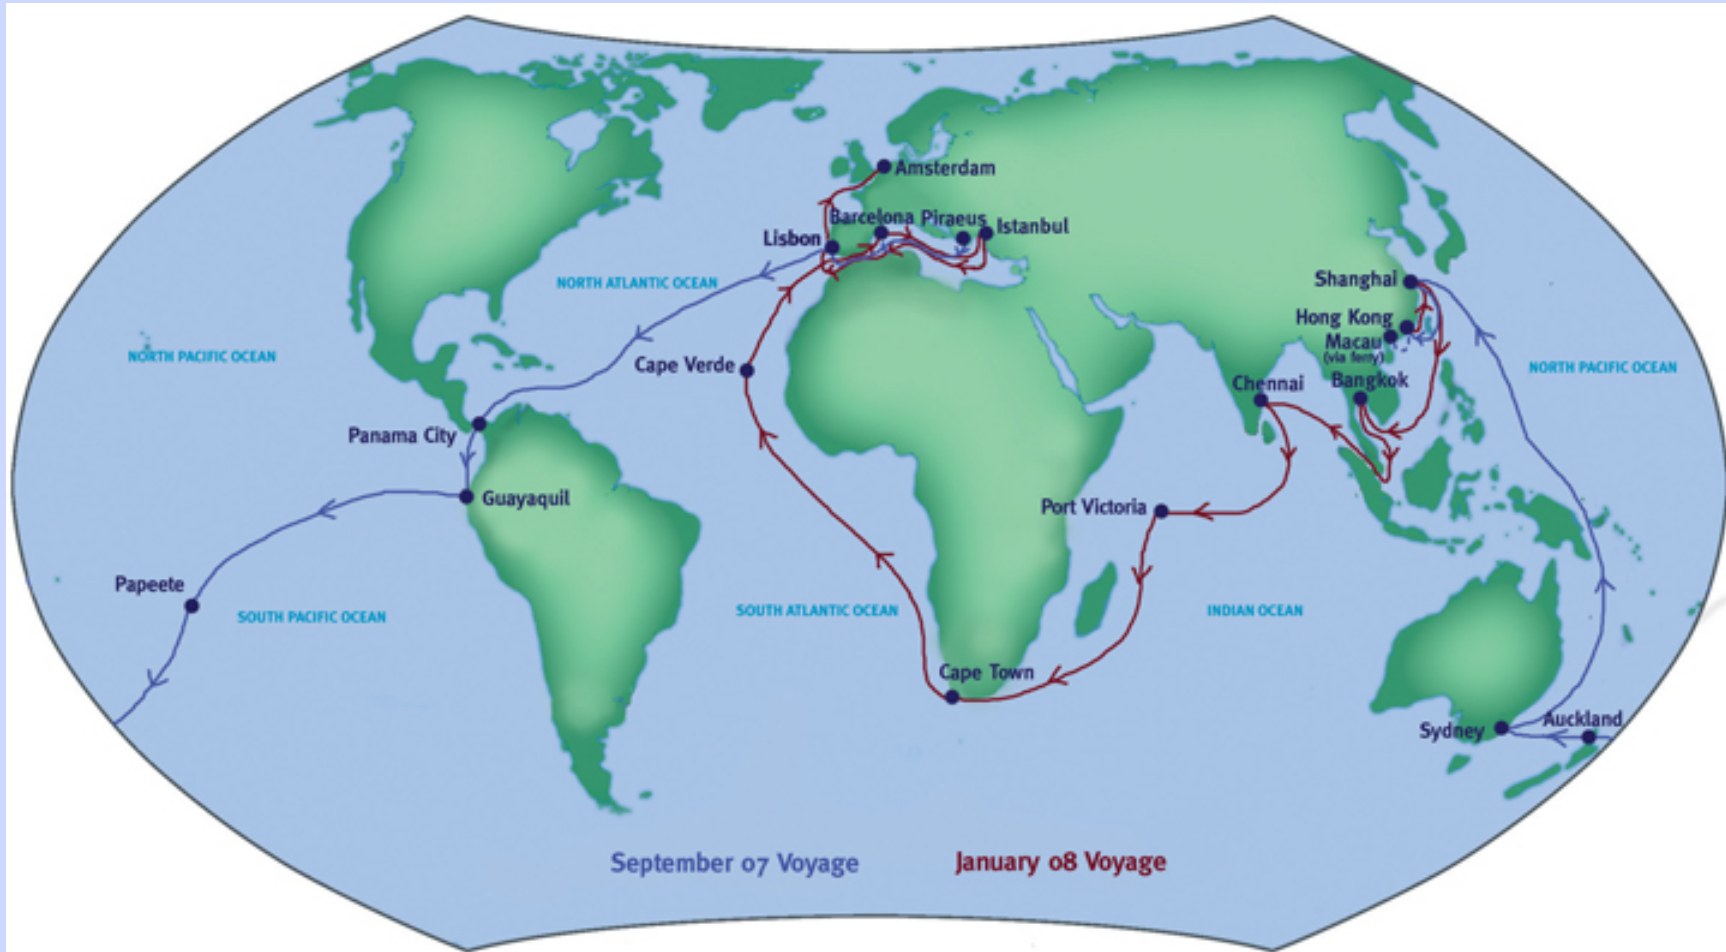 Amsterdam
Barcelona Piraeus
Istanbul
Lisbon
NORTH ATLANTIC OCEAN
Shanghai
Hong Kong
Macau
(via ferry)
NORTH PACIFIC OCEAN
Cape Verde
NORTH PACIFIC OCEAN
Chennai
Bangkok
Panama City
Guayaquil
Port Victoria
Papeete
SOUTH PACIFIC OCEAN
SOUTH ATLANTIC OCEAN
INDIAN OCEAN
Cape Town
Sydney
Auckland
September 07 Voyage
January 08 Voyage